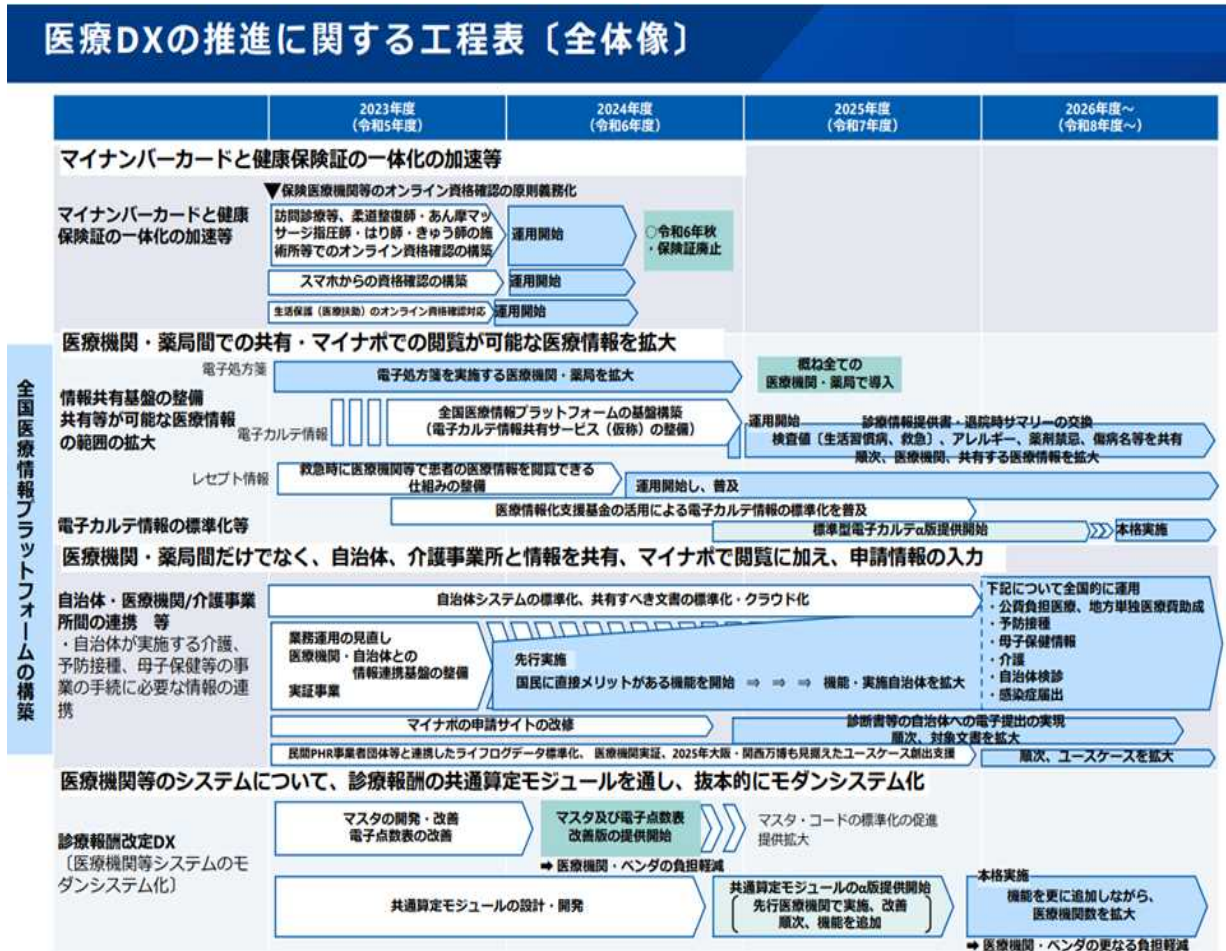 医療DXの推進に関する工程表〔全体像〕
2023年度
（令和5年度）
2024年度
（令和6年度）
2025年度
（令和7年度）
2026年度～
（令和8年度～）
マイナンバーカードと健康保険証の一体化の加速等
▼保険医療機関等のオンライン資格確認の原則義務化
マイナンバーカードと健康
保険証の一体化の加速等
訪問診療等、柔道整復師・あん摩マッ
サージ指圧師・はり師・きゅう師の施
術所等でのオンライン資格確認の構築
運用開始
○令和6年秋
・保険証廃止
スマホからの資格確認の構築
運用開始
生活保護（医療扶助）のオンライン資格確認対応
運用開始
全国医療情報プラットフォームの構築
医療機関・薬局間での共有・マイナポでの閲覧が可能な医療情報を拡大
電子処方箋
電子処方箋を実施する医療機関・薬局を拡大
概ね全ての
医療機関・薬局で導入
情報共有基盤の整備
共有等が可能な医療情報
の範囲の拡大
電子カルテ情報
全国医療情報プラットフォームの基盤構築
（電子カルテ情報共有サービス（仮称）の整備）
運用開始
診療情報提供書・退院時サマリーの交換
検査値〔生活習慣病、救急〕、アレルギー、薬剤禁忌、傷病名等を共有
順次、医療機関、共有する医療情報を拡大
レセプト情報
救急時に医療機関等で患者の医療情報を閲覧できる
仕組みの整備
運用開始し、普及
電子カルテ情報の標準化等
医療情報化支援基金の活用による電子カルテ情報の標準化を普及
標準型電子カルテα版提供開始
本格実施
医療機関・薬局間だけでなく、自治体、介護事業所と情報を共有、マイナポで閲覧に加え、申請情報の入力
自治体・医療機関/介護事業
所間の連携 等
・自治体が実施する介護、
予防接種、母子保健等の事
業の手続に必要な情報の連
携
自治体システムの標準化、共有すべき文書の標準化・クラウド化
業務運用の見直し
医療機関・自治体との
情報連携基盤の整備
実証事業
先行実施
国民に直接メリットがある機能を開始 ⇒ ⇒ ⇒ 機能・実施自治体を拡大
下記について全国的に運用
・公費負担医療、地方単独医療費助成
・予防接種
・母子保健情報
・介護
・自治体検診
・感染症届出
マイナポの申請サイトの改修
診断書等の自治体への電子提出の実現
順次、対象文書を拡大
民間PHR事業者団体等と連携したライフログデータ標準化、 医療機関実証、2025年大阪・関西万博も見据えたユースケース創出支援
順次、ユースケースを拡大
医療機関等のシステムについて、診療報酬の共通算定モジュールを通し、抜本的にモダンシステム化
診療報酬改定DX
〔医療機関等システムのモ
ダンシステム化〕
マスタの開発・改善
電子点数表の改善
マスタ及び電子点数表
改善版の提供開始
マスタ・コードの標準化の促進
提供拡大
➡ 医療機関・ベンダの負担軽減
共通算定モジュールの設計・開発
共通算定モジュールのα版提供開始
先行医療機関で実施、改善
順次、機能を追加
本格実施
機能を更に追加しながら、
医療機関数を拡大
➡ 医療機関・ベンダの更なる負担軽減